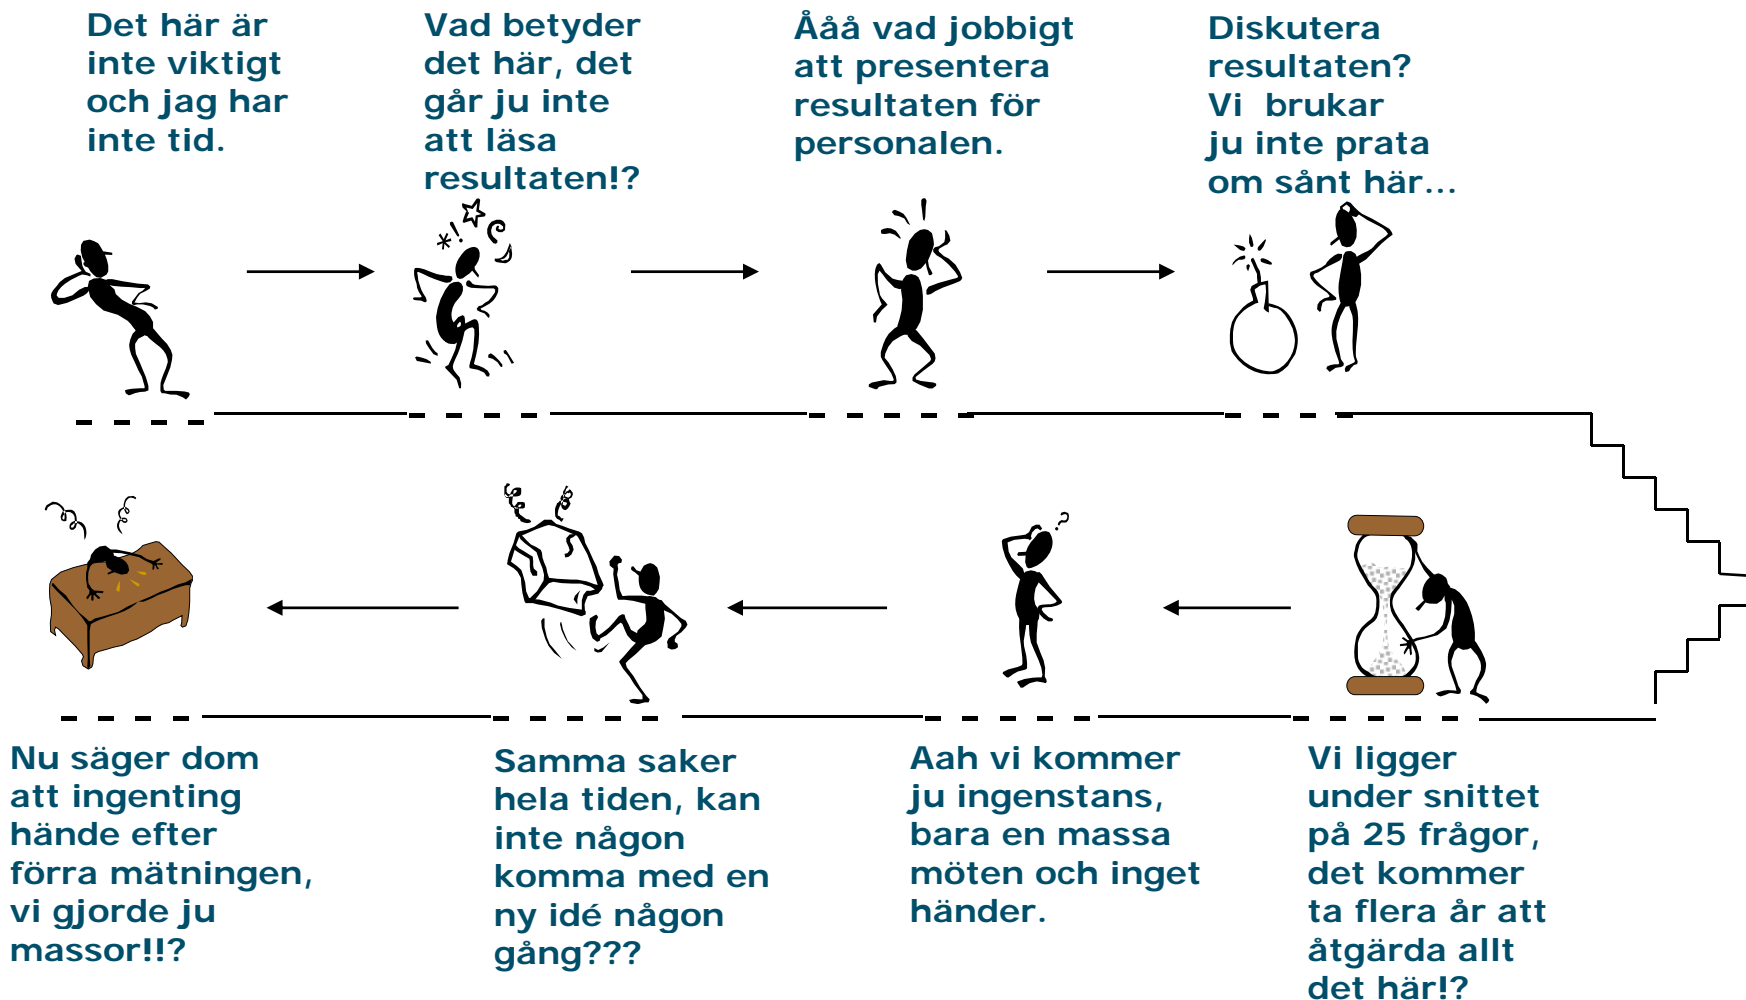 Det här är
inte viktigt
och jag har
inte tid.
Vad betyder
det här, det
går ju inte
att läsa
resultaten!?
Ååå vad jobbigt
att presentera
resultaten för
personalen.
Diskutera
resultaten?
Vi brukar
ju inte prata
om sånt här...
Vi ligger
under snittet
på 25 frågor,
det kommer
ta flera år att
åtgärda allt
det här!?
Aah vi kommer
ju ingenstans,
bara en massa
möten och inget
händer.
Samma saker
hela tiden, kan
inte någon
komma med en
ny idé någon
gång???
Nu säger dom
att ingenting
hände efter
förra mätningen,
vi gjorde ju
massor!!?